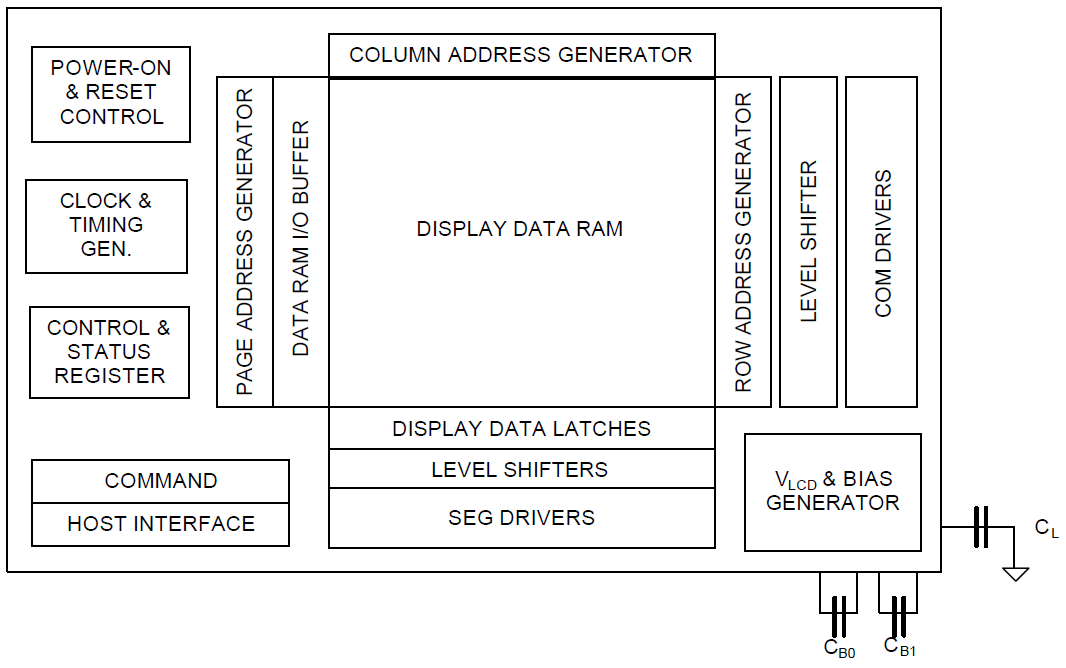 COLUMN ADDRESS GENERATOR
POWER-ON
& RESET
CONTROL
CLOCK &
TIMING
GEN.
CONTROL &
STATUS
REGISTER
PAGE ADDRESS GENERATOR
DATA RAM I/O BUFFER
DISPLAY DATA RAM
ROW ADDRESS GENERATOR
LEVEL SHIFTER
COM DRIVERS
DISPLAY DATA LATCHES
LEVEL SHIFTERS
SEG DRIVERS
COMMAND
HOST INTERFACE
VLCD & BIAS
GENERATOR
CL
CB0
CB1